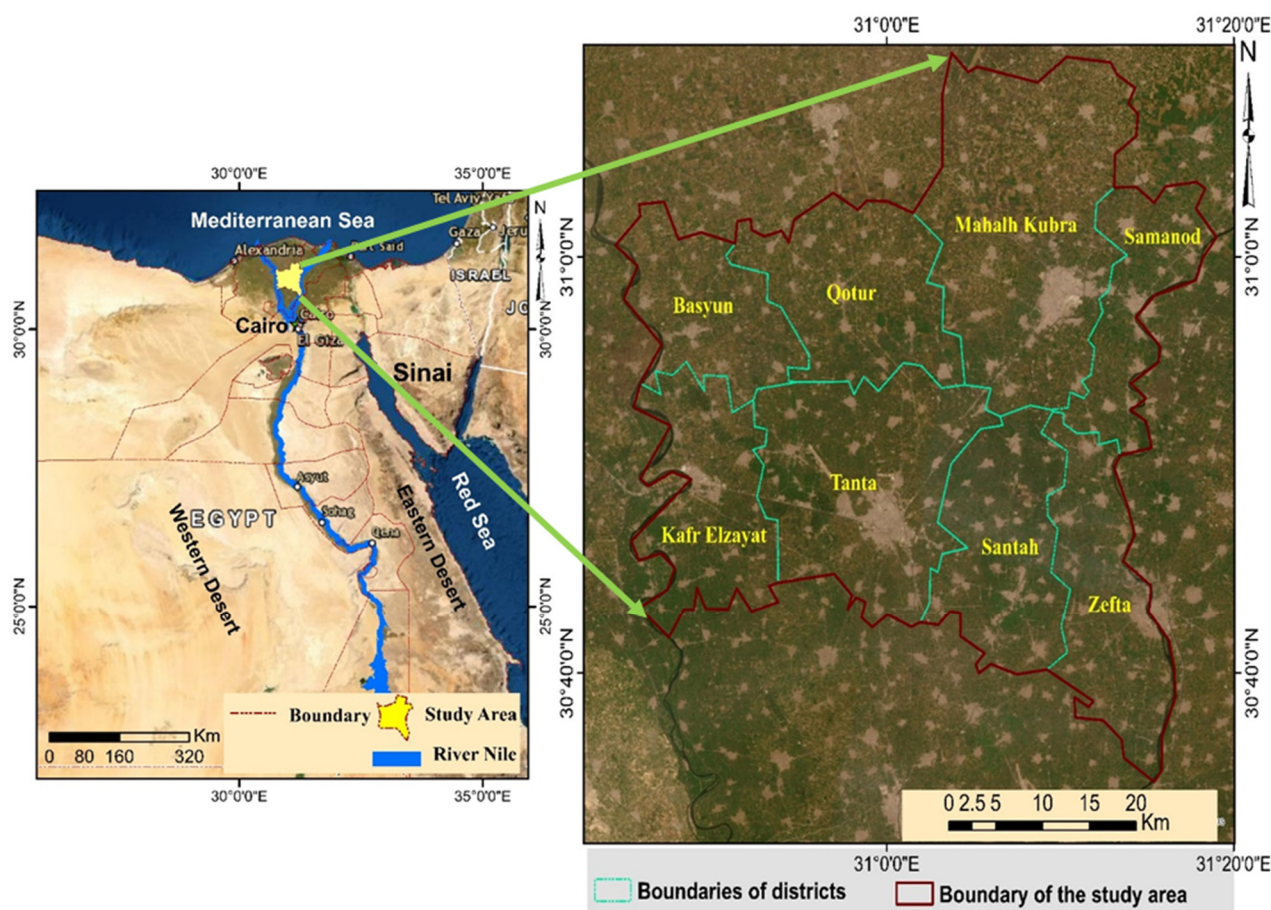 30°0'0"E
35°0'0"E
Mediterranean Sea
Tel Aviv
N
Alexandria
Port Said
Gaza
ISRAEL
Cairo
Cairo
El Giza
Sinai
30°0'0"N
30°0'0"N
Asyut
Sohag
Qena
EGYPT
Western Desert
Eastern Desert
Red Sea
25°0'0"N
25°0'0"N
Boundary
Study Area
River Nile
Km
0 80 160 320
30°0'0"E
35°0'0"E
31°0'0"E
31°20'0"E
N
Mahalh Kubra
Samanod
31°0'0"N
31°0'0"N
Basyun
Qotur
Tanta
Kafr Elzayat
Santah
Zefta
30°40'0"N
30°40'0"N
0 2.5 5 10 15 20
Km
31°0'0"E
31°20'0"E
Boundaries of districts
Boundary of the study area